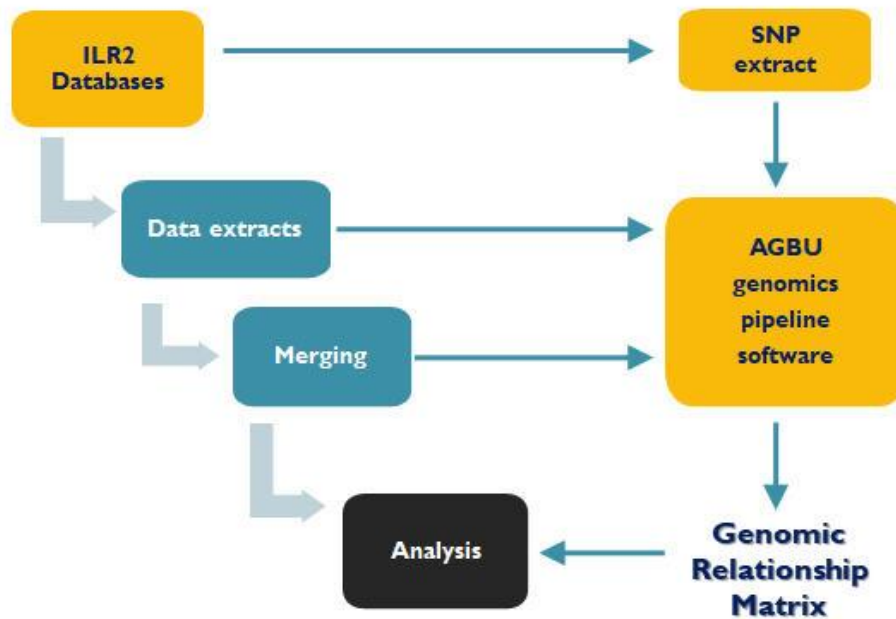 ILR2
Databases
SNP
extract
Data extracts
AGBU
genomics
pipeline
software
Merging
Analysis
Genomic
Relationship
Matrix